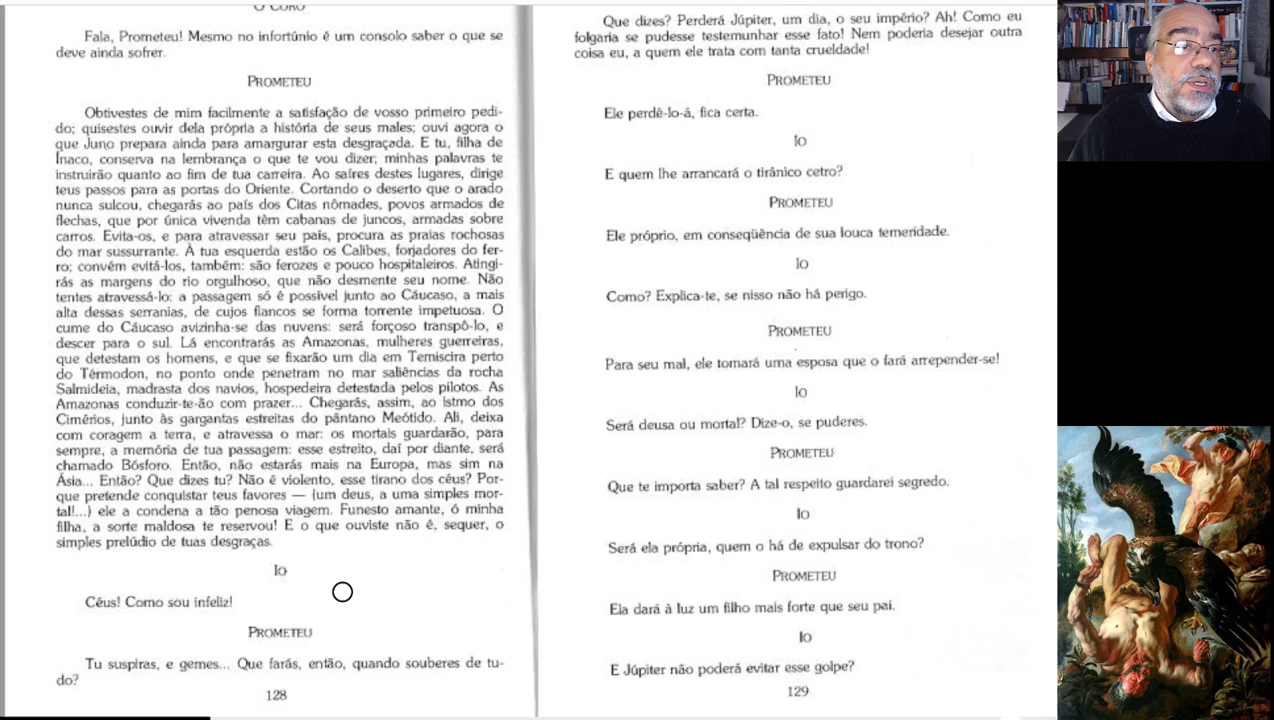 O CORO
Fala, Prometeu! Mesmo no infortúnio é um consolo saber o que se
deve ainda sofrer.
PROMETEU
Obtivestes de mim facilmente a satisfação de vosso primeiro pedi-
do; quisestes ouvir dela própria a história de seus males; ouvi agora o
que Juno prepara ainda para amargurar esta desgraçada. E tu, filha de
Ínaco, conserva na lembrança o que te vou dizer; minhas palavras te
instruirão quanto ao fim de tua carreira. Ao saíres destes lugares, dirige
teus passos para as portas do Oriente. Cortando o deserto que o arado
nunca sulcou, chegarás ao país dos Citas nômades, povos armados de
flechas, que por única vivenda têm cabanas de juncos, armadas sobre
carros. Evita-os, e para atravessar seu país, procura as praias rochosas
do mar sussurrante. À tua esquerda estão os Calibes, forjadores do fer-
ro; convém evitá-los, também: são ferozes e pouco hospitaleiros. Atingi-
rás as margens do rio orgulhoso, que não desmente seu nome. Não
tentes atravessá-lo: a passagem só é possível junto ao Cáucaso, a mais
alta dessas serranias, de cujos flancos se forma torrente impetuosa. O
cume do Cáucaso avizinha-se das nuvens: será forçoso transpô-lo, e
descer para o sul. Lá encontrarás as Amazonas, mulheres guerreiras,
que detestam os homens, e que se fixarão um dia em Temiscira perto
do Térmodon, no ponto onde penetram no mar saliências da rocha
Salmideia, madrasta dos navios, hospedeira detestada pelos pilotos. As
Amazonas conduzir-te-ão com prazer... Chegarás, assim, ao istmo dos
Cimérios, junto às gargantas estreitas do pântano Meótido. Ali, deixa
com coragem a terra, e atravessa o mar: os mortais guardarão, para
sempre, a memória de tua passagem: esse estreito, daí por diante, será
chamado Bósforo. Então, não estarás mais na Europa, mas sim na
Ásia... Então? Que dizes tu? Não é violento, esse tirano dos céus? Por-
que pretende conquistar teus favores — (um deus, a uma simples mor-
tal!...) ele a condena a tão penosa viagem. Funesto amante, ó minha
filha, a sorte maldosa te reservou! E o que ouviste não é, sequer, o
simples prelúdio de tuas desgraças.
IO
Céus! Como sou infeliz!
PROMETEU
Tu suspiras, e gemes... Que farás, então, quando souberes de tu-
do?
128
Que dizes? Perderá Júpiter, um dia, o seu império? Ah! Como eu
folgaria se pudesse testemunhar esse fato! Nem poderia desejar outra
coisa eu, a quem ele trata com tanta crueldade!
PROMETEU
Ele perdê-lo-á, fica certa.
IO
E quem lhe arrancará o tirânico cetro?
PROMETEU
Ele próprio, em conseqüência de sua louca temeridade.
IO
Como? Explica-te, se nisso não há perigo.
PROMETEU
Para seu mal, ele tomará uma esposa que o fará arrepender-se!
IO
Será deusa ou mortal? Dize-o, se puderes.
PROMETEU
Que te importa saber? A tal respeito guardarei segredo.
IO
Será ela própria, quem o há de expulsar do trono?
PROMETEU
Ela dará à luz um filho mais forte que seu pai.
IO
E Júpiter não poderá evitar esse golpe?
129